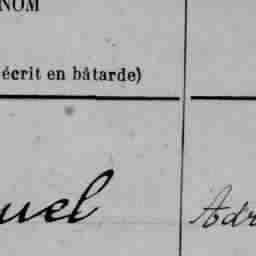 NOM
écrit en bâtarde)
uel Adr